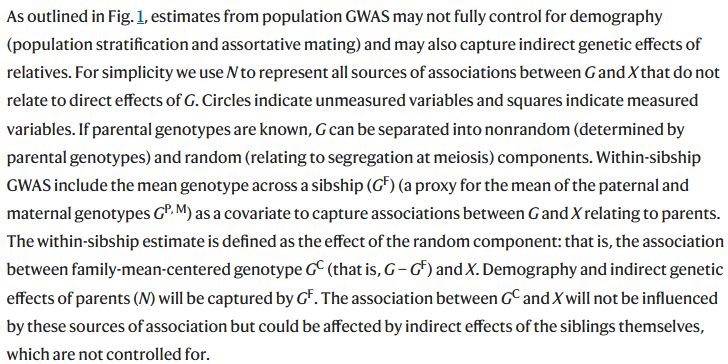 As outlined in Fig. 1, estimates from population GWAS may not fully control for demography
(population stratification and assortative mating) and may also capture indirect genetic effects of
relatives. For simplicity we use N to represent all sources of associations between G and X that do not
relate to direct effects of G. Circles indicate unmeasured variables and squares indicate measured
variables. If parental genotypes are known, G can be separated into nonrandom (determined by
parental genotypes) and random (relating to segregation at meiosis) components. Within-sibship
GWAS include the mean genotype across a sibship (Gᶠ) (a proxy for the mean of the paternal and
maternal genotypes Gᴾ,ᴹ) as a covariate to capture associations between G and X relating to parents.
The within-sibship estimate is defined as the effect of the random component: that is, the association
between family-mean-centered genotype Gᶜ (that is, G – Gᶠ) and X. Demography and indirect genetic
effects of parents (N) will be captured by Gᶠ. The association between Gᶜ and X will not be influenced
by these sources of association but could be affected by indirect effects of the siblings themselves,
which are not controlled for.